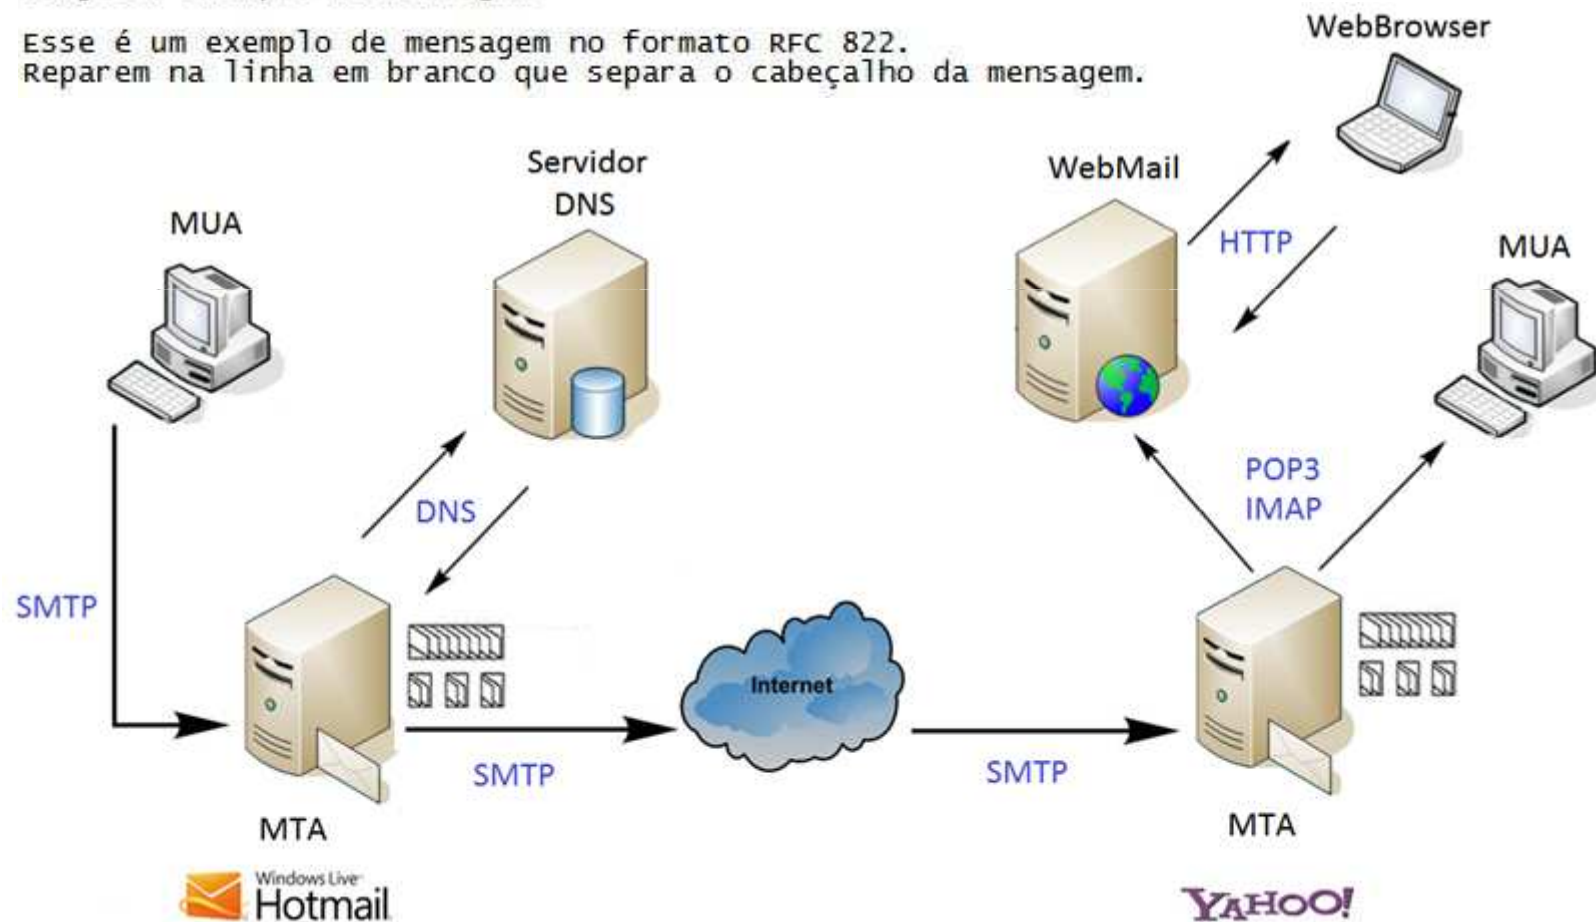 Esse é um exemplo de mensagem no formato RFC 822.
Reparem na linha em branco que separa o cabeçalho da mensagem.
WebBrowser
Servidor
DNS
WebMail
MUA
HTTP
MUA
POP3
IMAP
DNS
SMTP
Internet
SMTP
SMTP
MTA
MTA
Windows Live
Hotmail
YAHOO!